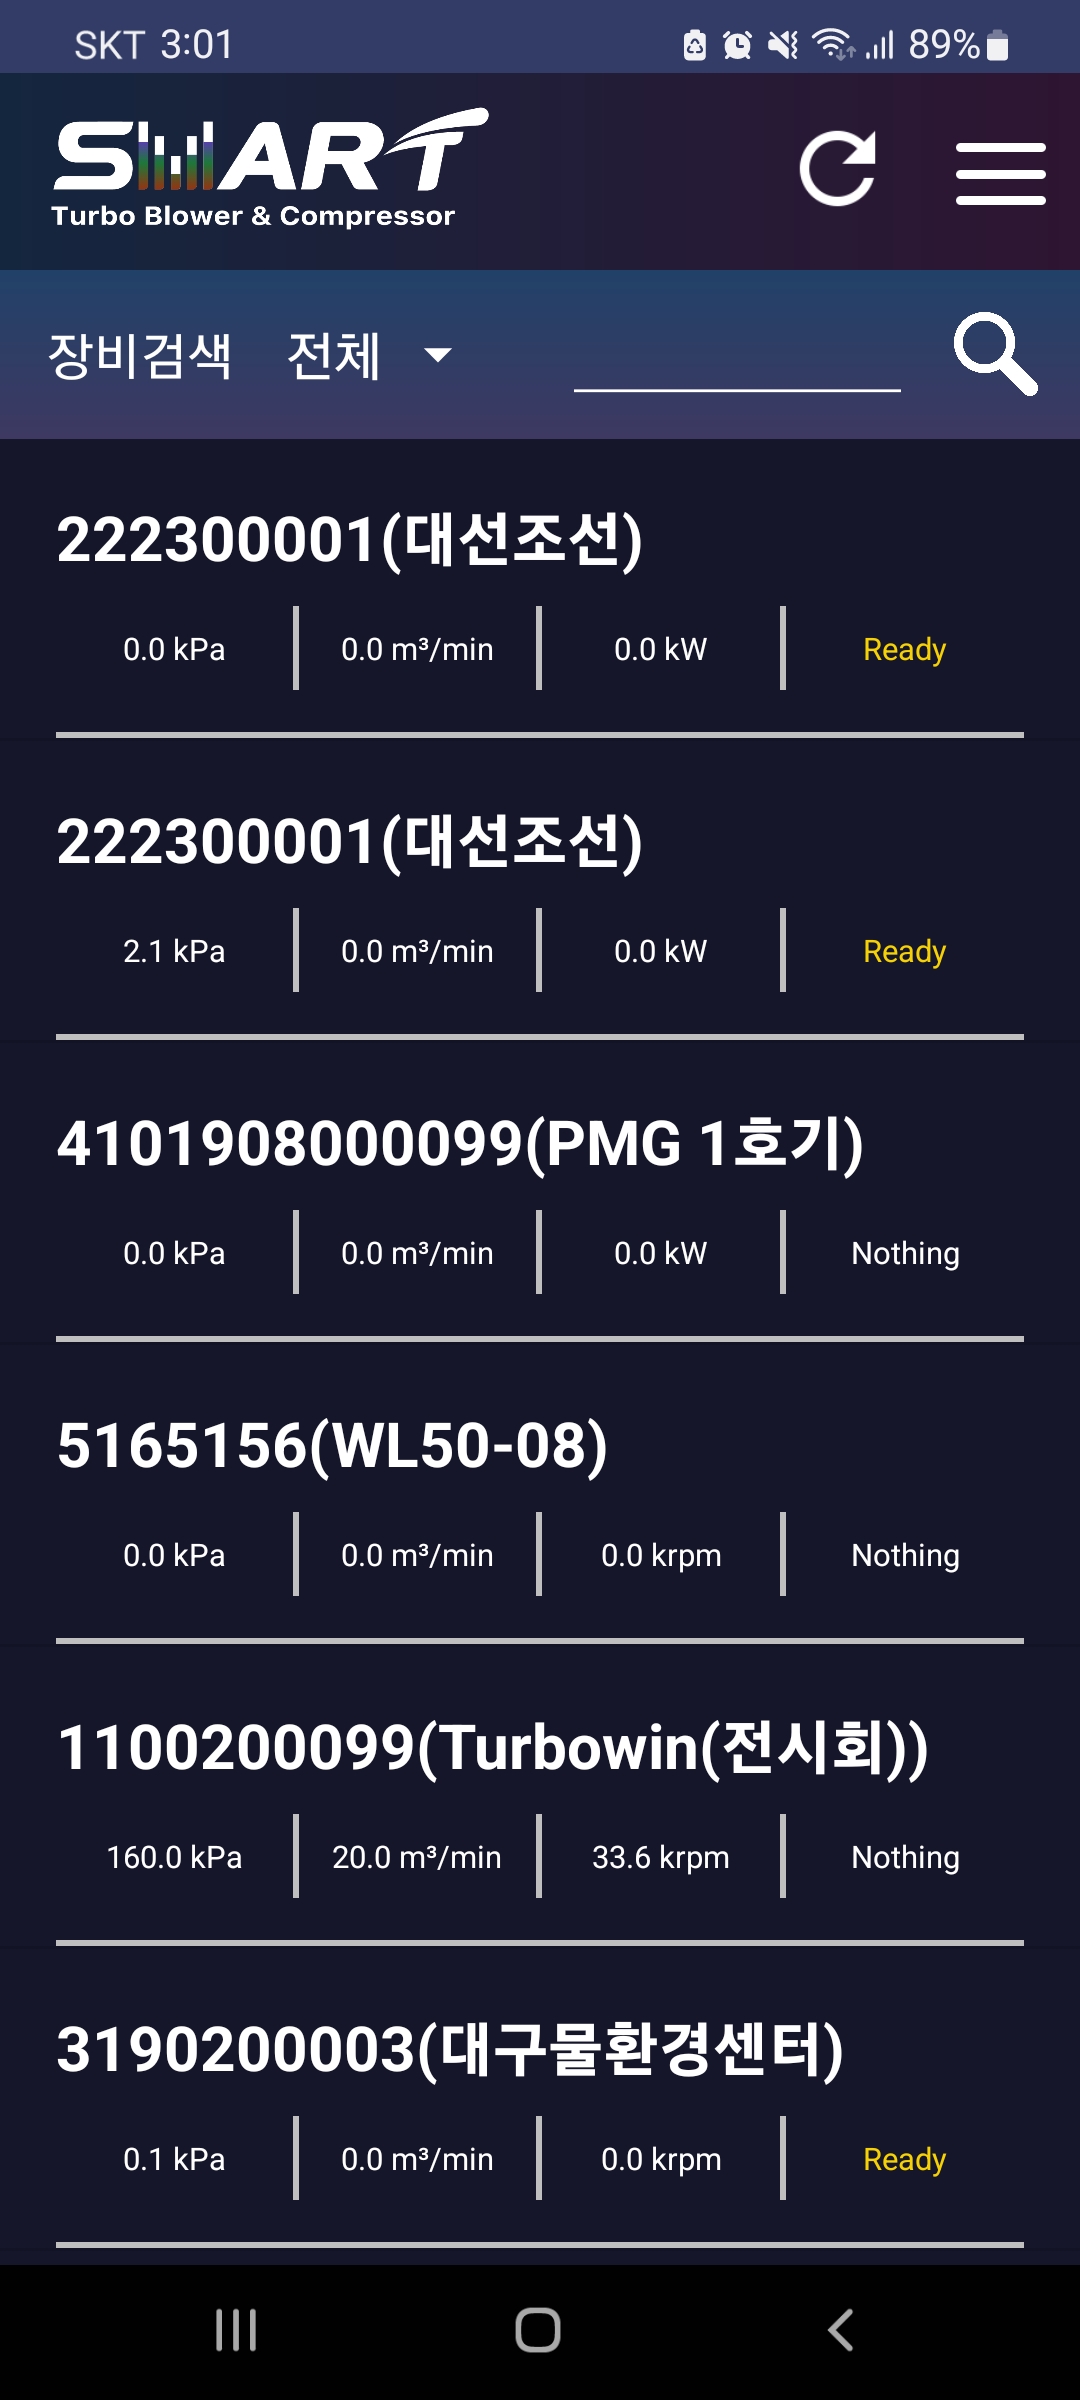 SKT 3:01 89%
SMART
Turbo Blower & Compressor
장비검색 전체
222300001(대선조선)
0.0 kPa 0.0 m³/min 0.0 kW Ready
222300001(대선조선)
2.1 kPa 0.0 m³/min 0.0 kW Ready
4101908000099(PMG 1호기)
0.0 kPa 0.0 m³/min 0.0 kW Nothing
5165156(WL50-08)
0.0 kPa 0.0 m³/min 0.0 krpm Nothing
1100200099(Turbowin(전시회))
160.0 kPa 20.0 m³/min 33.6 krpm Nothing
3190200003(대구물환경센터)
0.1 kPa 0.0 m³/min 0.0 krpm Ready